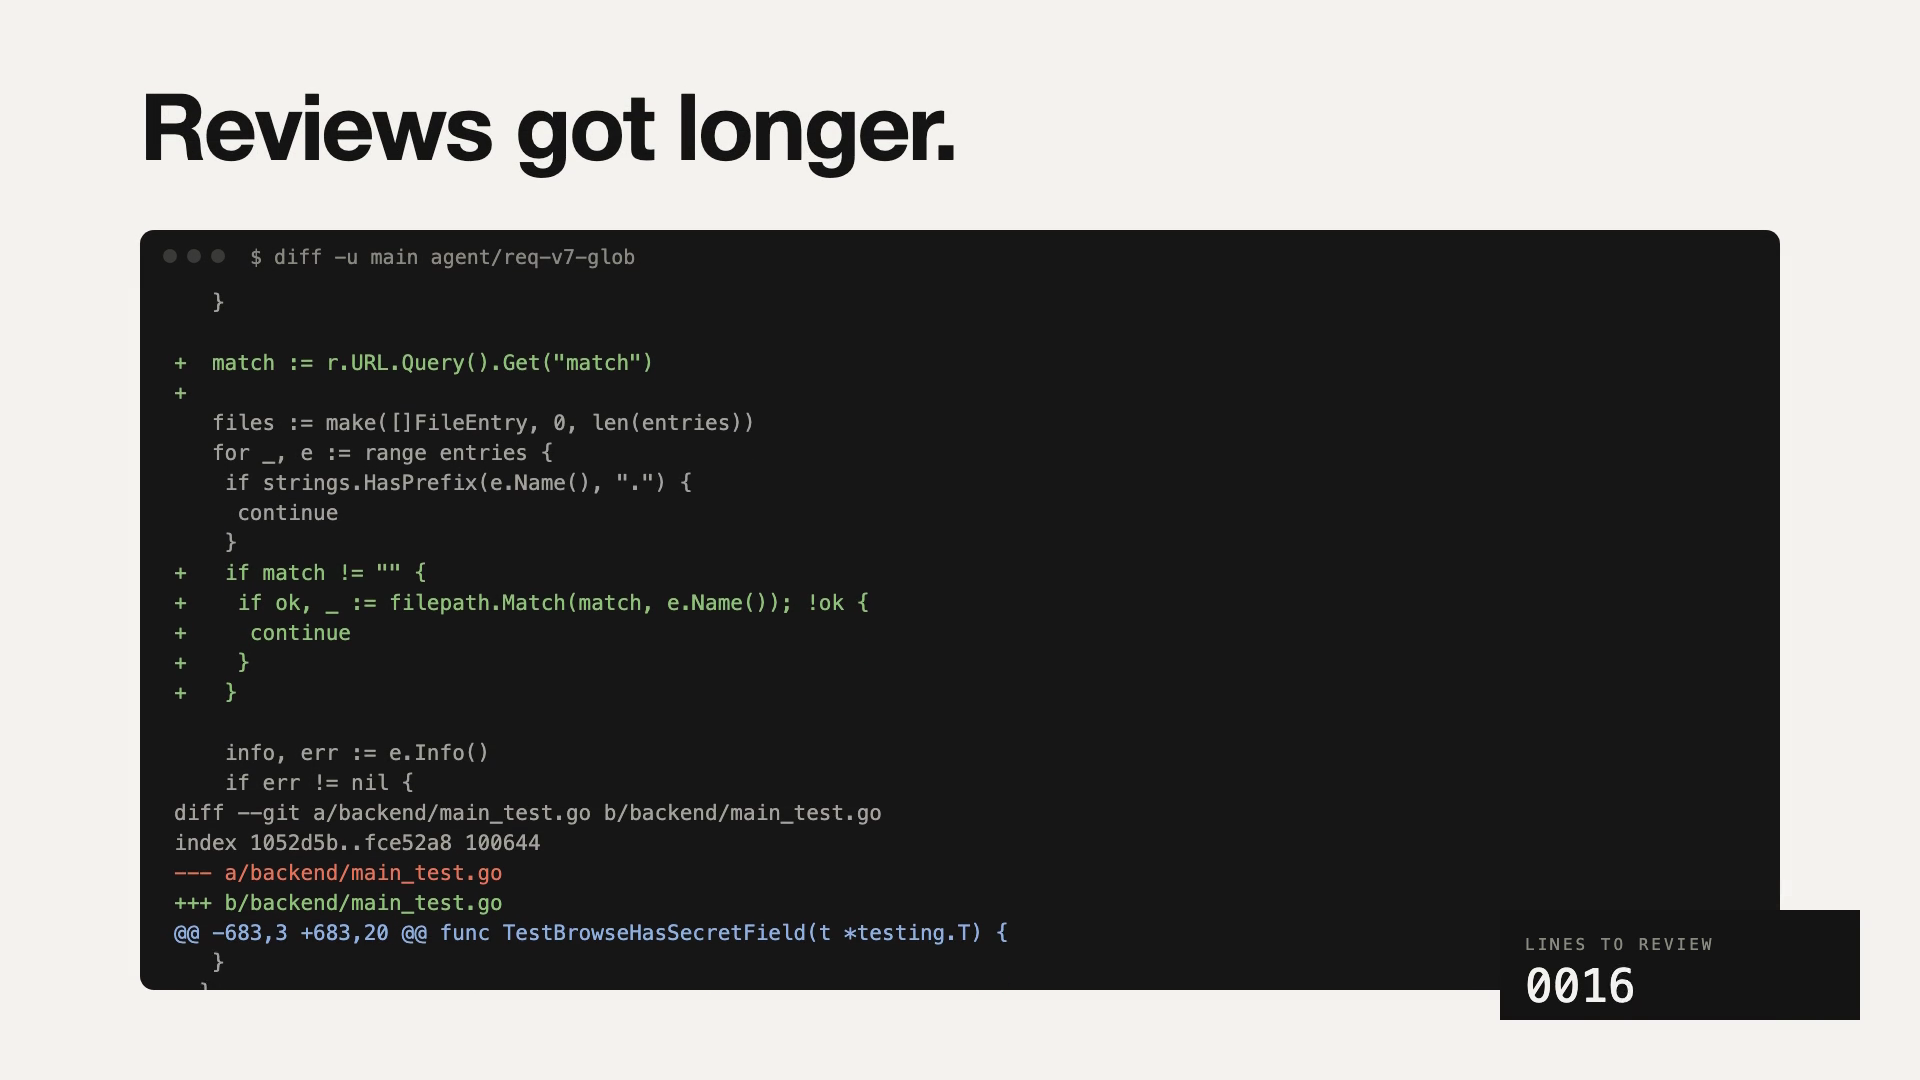 Reviews got longer.
$ diff -u main agent/req-v7-glob
}
+ match := r.URL.Query().Get("match")
+
files := make([]FileEntry, 0, len(entries))
for _, e := range entries {
if strings.HasPrefix(e.Name(), ".") {
continue
}
+ if match != "" {
+ if ok, _ := filepath.Match(match, e.Name()); !ok {
+ continue
+ }
+ }
info, err := e.Info()
if err != nil {
diff --git a/backend/main_test.go b/backend/main_test.go
index 1052d5b..fce52a8 100644
--- a/backend/main_test.go
+++ b/backend/main_test.go
@@ -683,3 +683,20 @@ func TestBrowseHasSecretField(t *testing.T) {
}
}
LINES TO REVIEW
0016